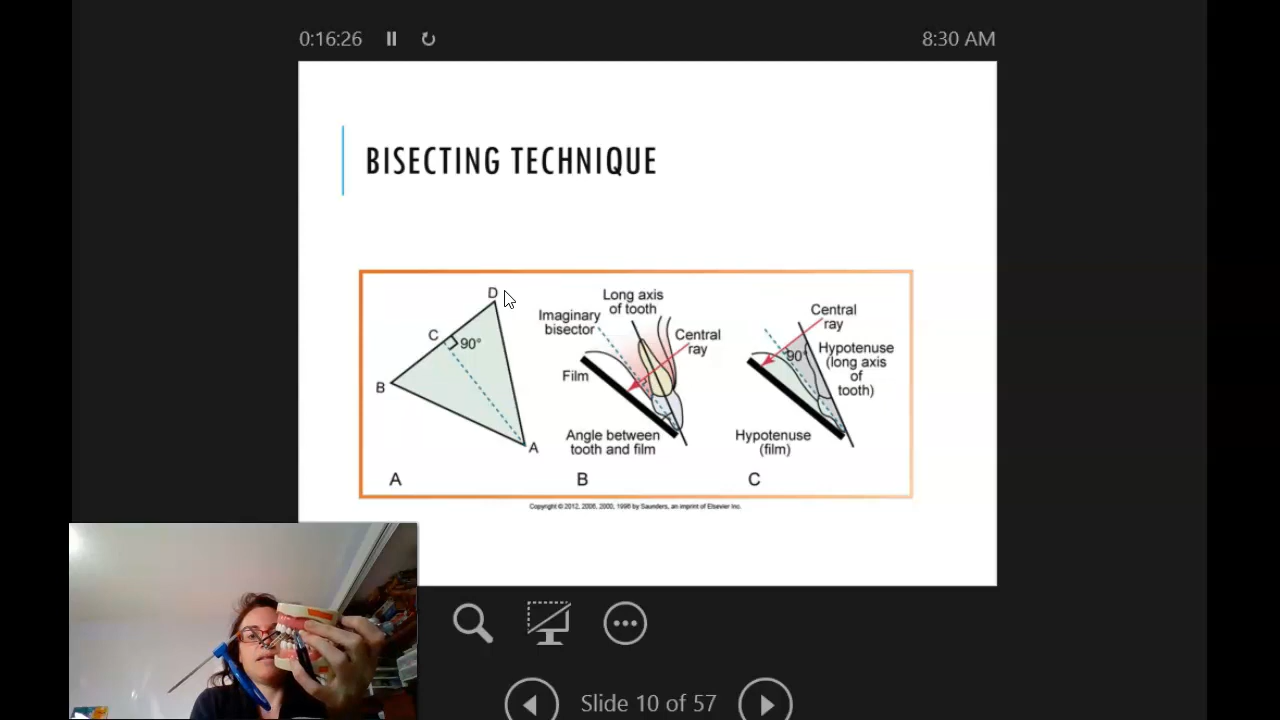 0:16:26
8:30 AM
BISECTING TECHNIQUE
D
C
90°
B
A
A
Long axis
of tooth
Imaginary
bisector
Central
ray
Film
Angle between
tooth and film
B
Central
ray
90°
Hypotenuse
(long axis
of
tooth)
Hypotenuse
(film)
C
Copyright © 2012, 2006, 2000, 1996 by Saunders, an imprint of Elsevier Inc.
Slide 10 of 57